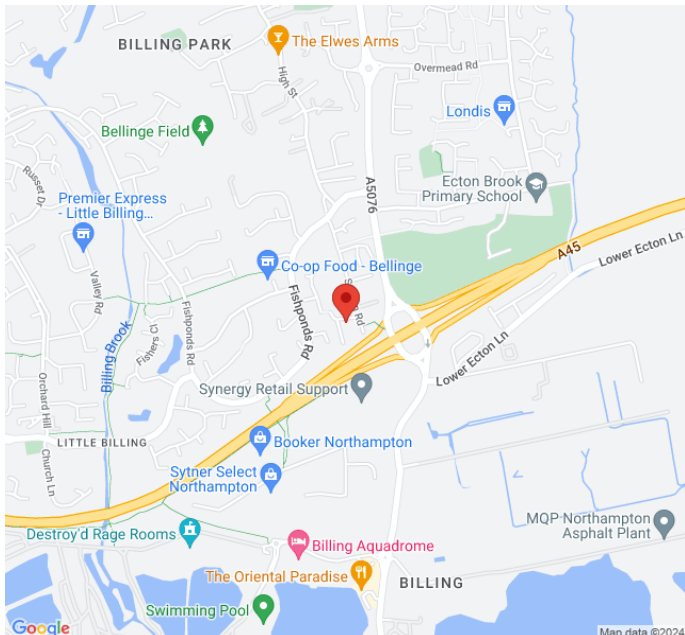 BILLING PARK
The Elwes Arms
High St
Overmead Rd
Londis
Bellinge Field
A5076
Ecton Brook
Primary School
Russet Dr
Premier Express
- Little Billing...
Valley Rd
Co-op Food - Bellinge
A45
Lower Ecton Ln
Fishponds Rd
Fishponds Rd
Fishers Cl
Billing Brook
Orchard Hill
Synergy Retail Support
Lower Ecton Ln
LITTLE BILLING
Church Ln
Booker Northampton
Sytner Select
Northampton
MQP Northampton
Asphalt Plant
Destroy'd Rage Rooms
Billing Aquadrome
The Oriental Paradise
BILLING
Swimming Pool
Google
Map data ©2024